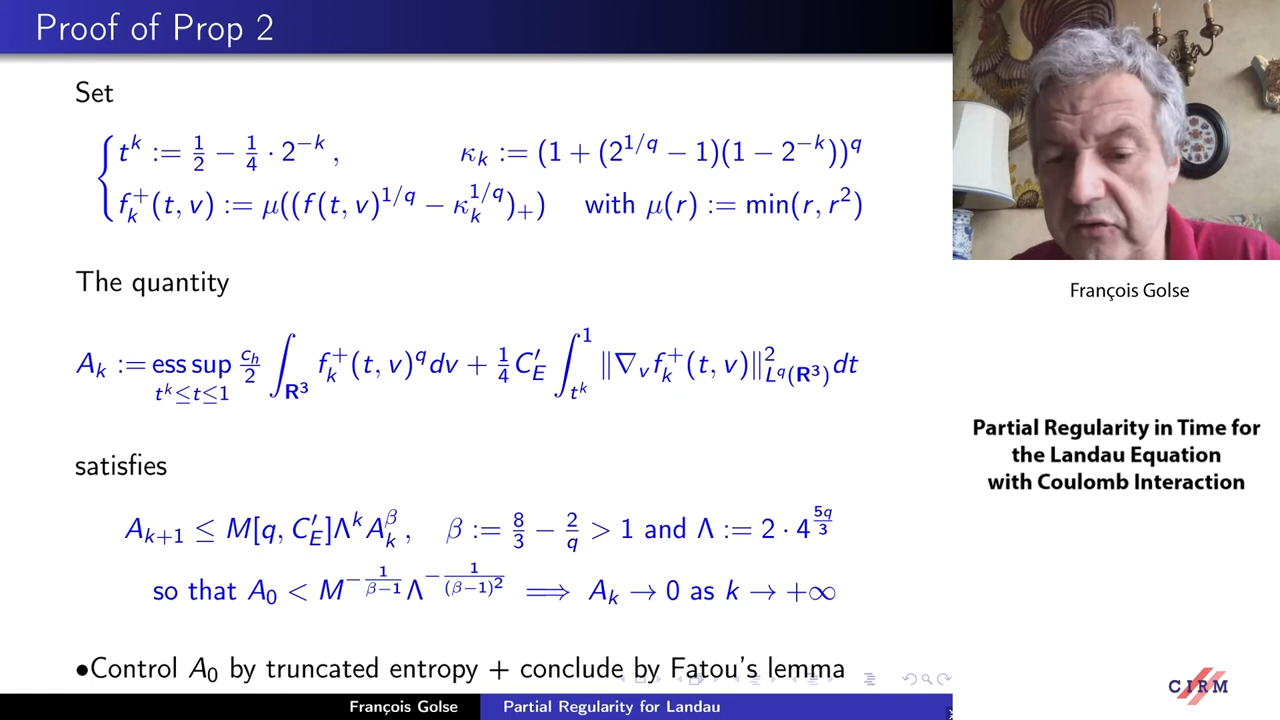 Proof of Prop 2
Set
t^k := 1/2 − 1/4 · 2^{−k} ,    κ_k := (1 + (2^{1/q} − 1)(1 − 2^{−k}))^q
f_k^+(t, v) := μ((f(t, v)^{1/q} − κ_k^{1/q})_+)    with μ(r) := min(r, r²)
The quantity
A_k := ess sup_{t^k≤t≤1} c_h/2 ∫_{R³} f_k^+(t, v)^q dv + 1/4 C′_E ∫_{t^k}^1 ‖∇_v f_k^+(t, v)‖²_{L^q(R³)} dt
satisfies
A_{k+1} ≤ M[q, C′_E]Λ^k A_k^β ,    β := 8/3 − 2/q > 1 and Λ := 2 · 4^{5q/3}
so that A_0 < M^{−1/(β−1)} Λ^{−1/(β−1)²} ⟹ A_k → 0 as k → +∞
•Control A_0 by truncated entropy + conclude by Fatou's lemma
François Golse    Partial Regularity for Landau
François Golse
Partial Regularity in Time for
the Landau Equation
with Coulomb Interaction
CIRM